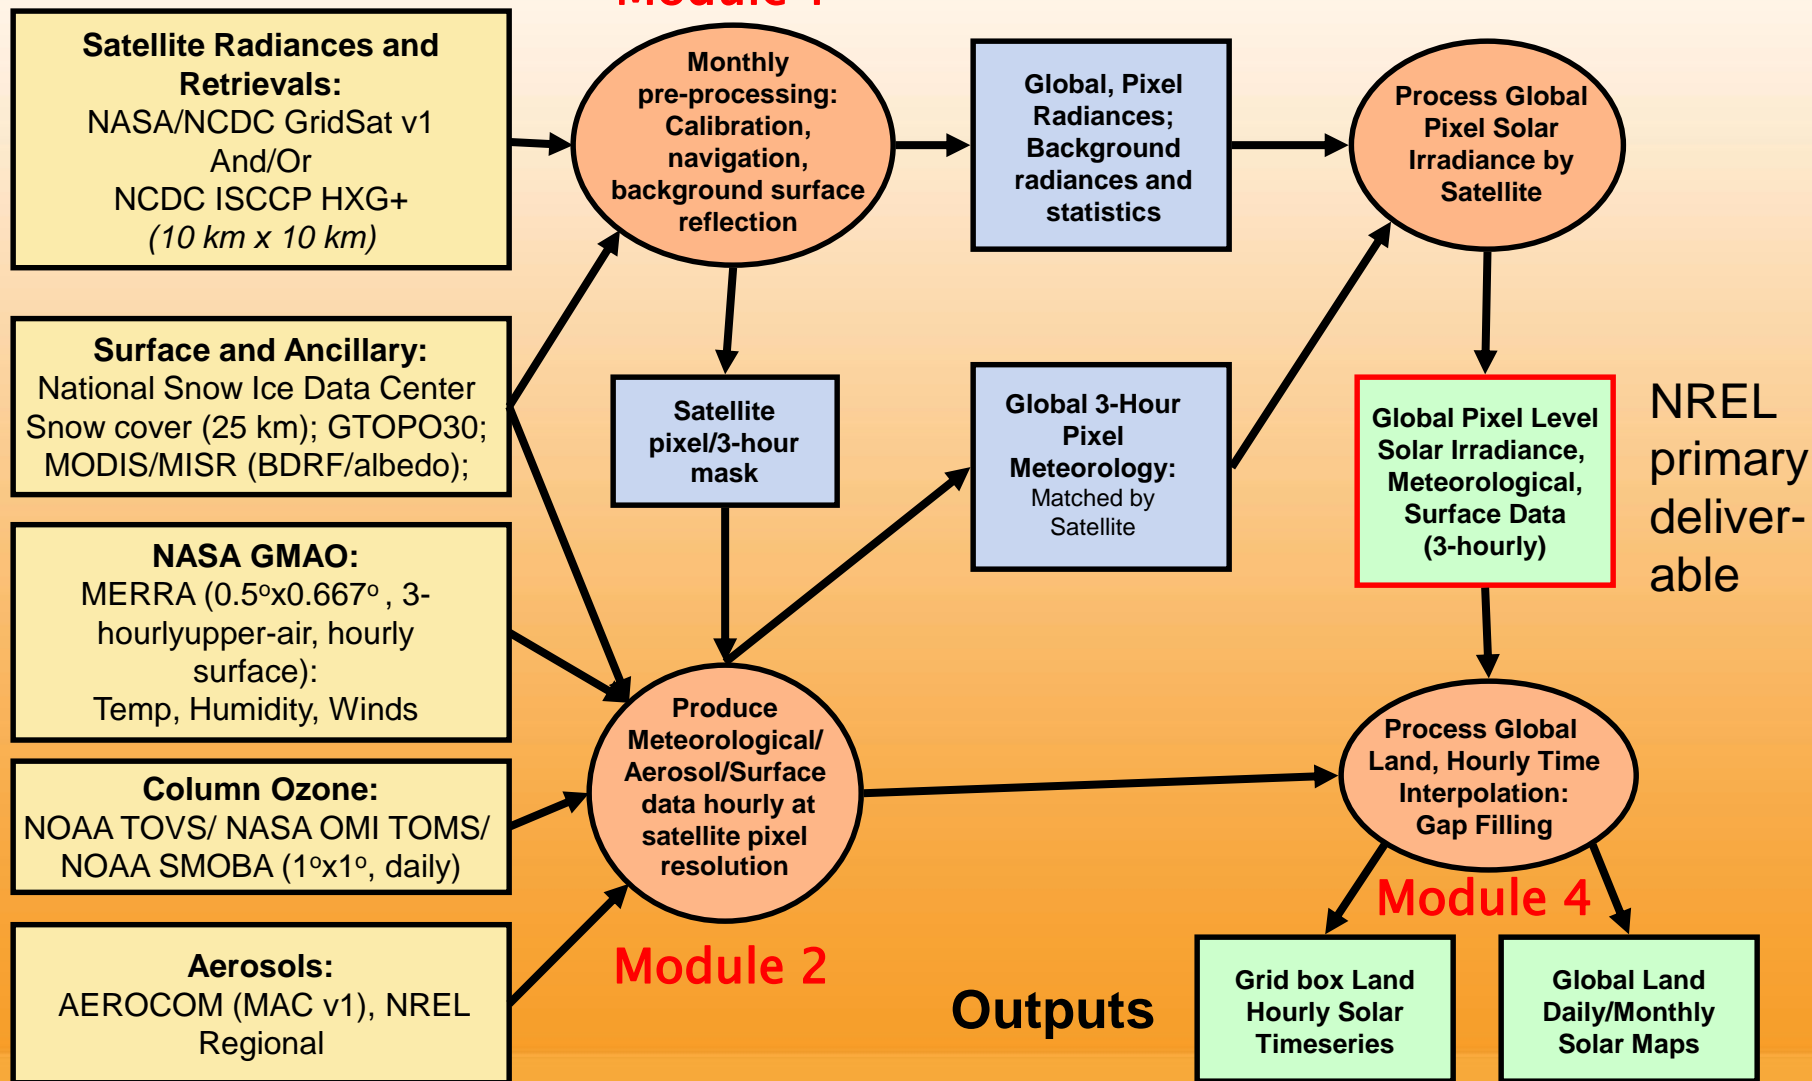 Module 1
Satellite Radiances and
Retrievals:
NASA/NCDC GridSat v1
And/Or
NCDC ISCCP HXG+
(10 km x 10 km)
Monthly
pre-processing:
Calibration,
navigation,
background surface
reflection
Global, Pixel
Radiances;
Background
radiances and
statistics
Process Global
Pixel Solar
Irradiance by
Satellite
Surface and Ancillary:
National Snow Ice Data Center
Snow cover (25 km); GTOPO30;
MODIS/MISR (BDRF/albedo);
Satellite
pixel/3-hour
mask
Global 3-Hour
Pixel
Meteorology:
Matched by
Satellite
Global Pixel Level
Solar Irradiance,
Meteorological,
Surface Data
(3-hourly)
NREL
primary
deliver-
able
NASA GMAO:
MERRA (0.5ºx0.667º , 3-
hourlyupper-air, hourly
surface):
Temp, Humidity, Winds
Produce
Meteorological/
Aerosol/Surface
data hourly at
satellite pixel
resolution
Process Global
Land, Hourly Time
Interpolation:
Gap Filling
Column Ozone:
NOAA TOVS/ NASA OMI TOMS/
NOAA SMOBA (1ºx1º, daily)
Module 4
Aerosols:
AEROCOM (MAC v1), NREL
Regional
Module 2
Outputs
Grid box Land
Hourly Solar
Timeseries
Global Land
Daily/Monthly
Solar Maps